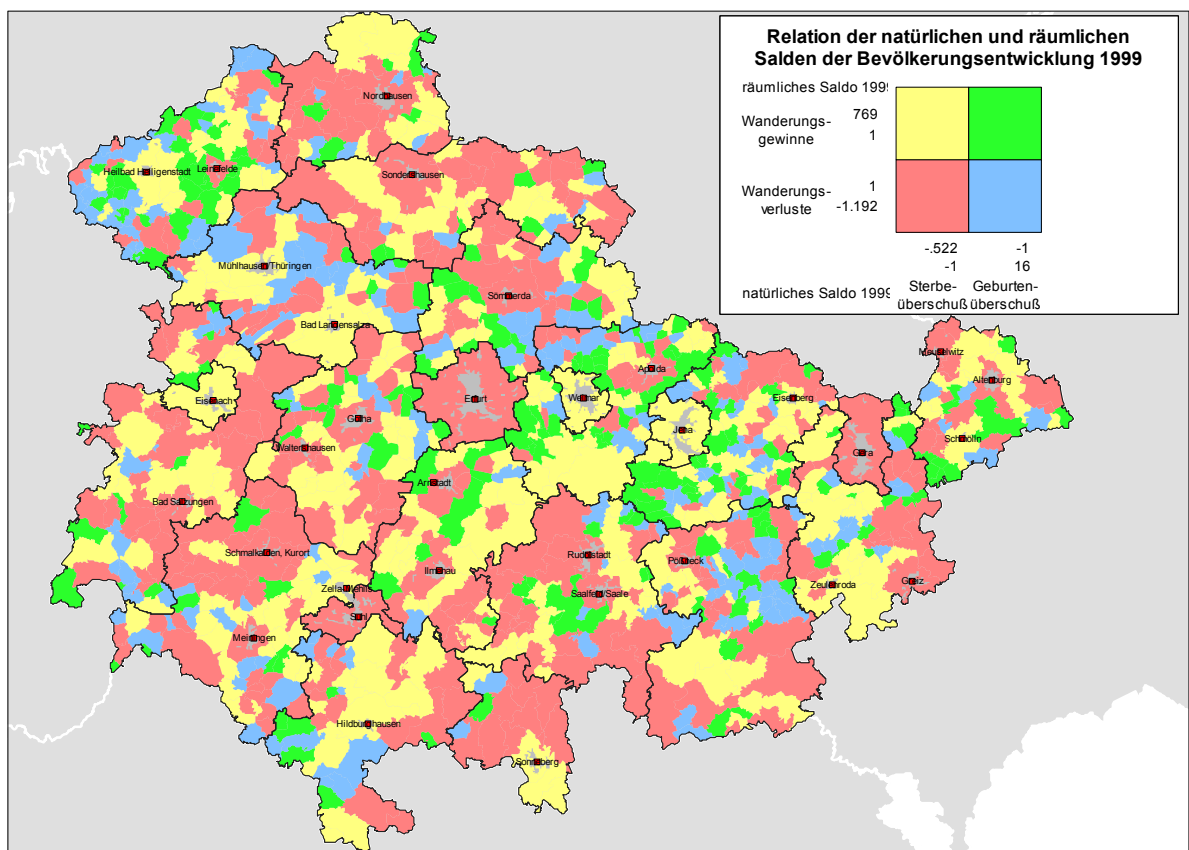 Relation der natürlichen und räumlichen
Salden der Bevölkerungsentwicklung 1999
räumliches Saldo 1999
Wanderungs-
gewinne
769
1
Wanderungs-
verluste
1
-1.192
-.522
-1
-1
16
Sterbe-
überschuß
Geburten-
überschuß
natürliches Saldo 1999
Nordhausen
Heilbad Heiligenstadt
Leinefelde
Sondershausen
Mühlhausen/Thüringen
Sömmerda
Bad Langensalza
Meuselwitz
Apolda
Altenburg
Eisenach
Erfurt
Weimar
Eisenberg
Gotha
Jena
Schmölln
Waltershausen
Gera
Arnstadt
Bad Salzungen
Schmalkalden, Kurort
Rudolstadt
Pößneck
Ilmenau
Zella-Mehlis
Saalfeld/Saale
Zeulenroda
Greiz
Suhl
Meiningen
Hildburghausen
Sonneberg